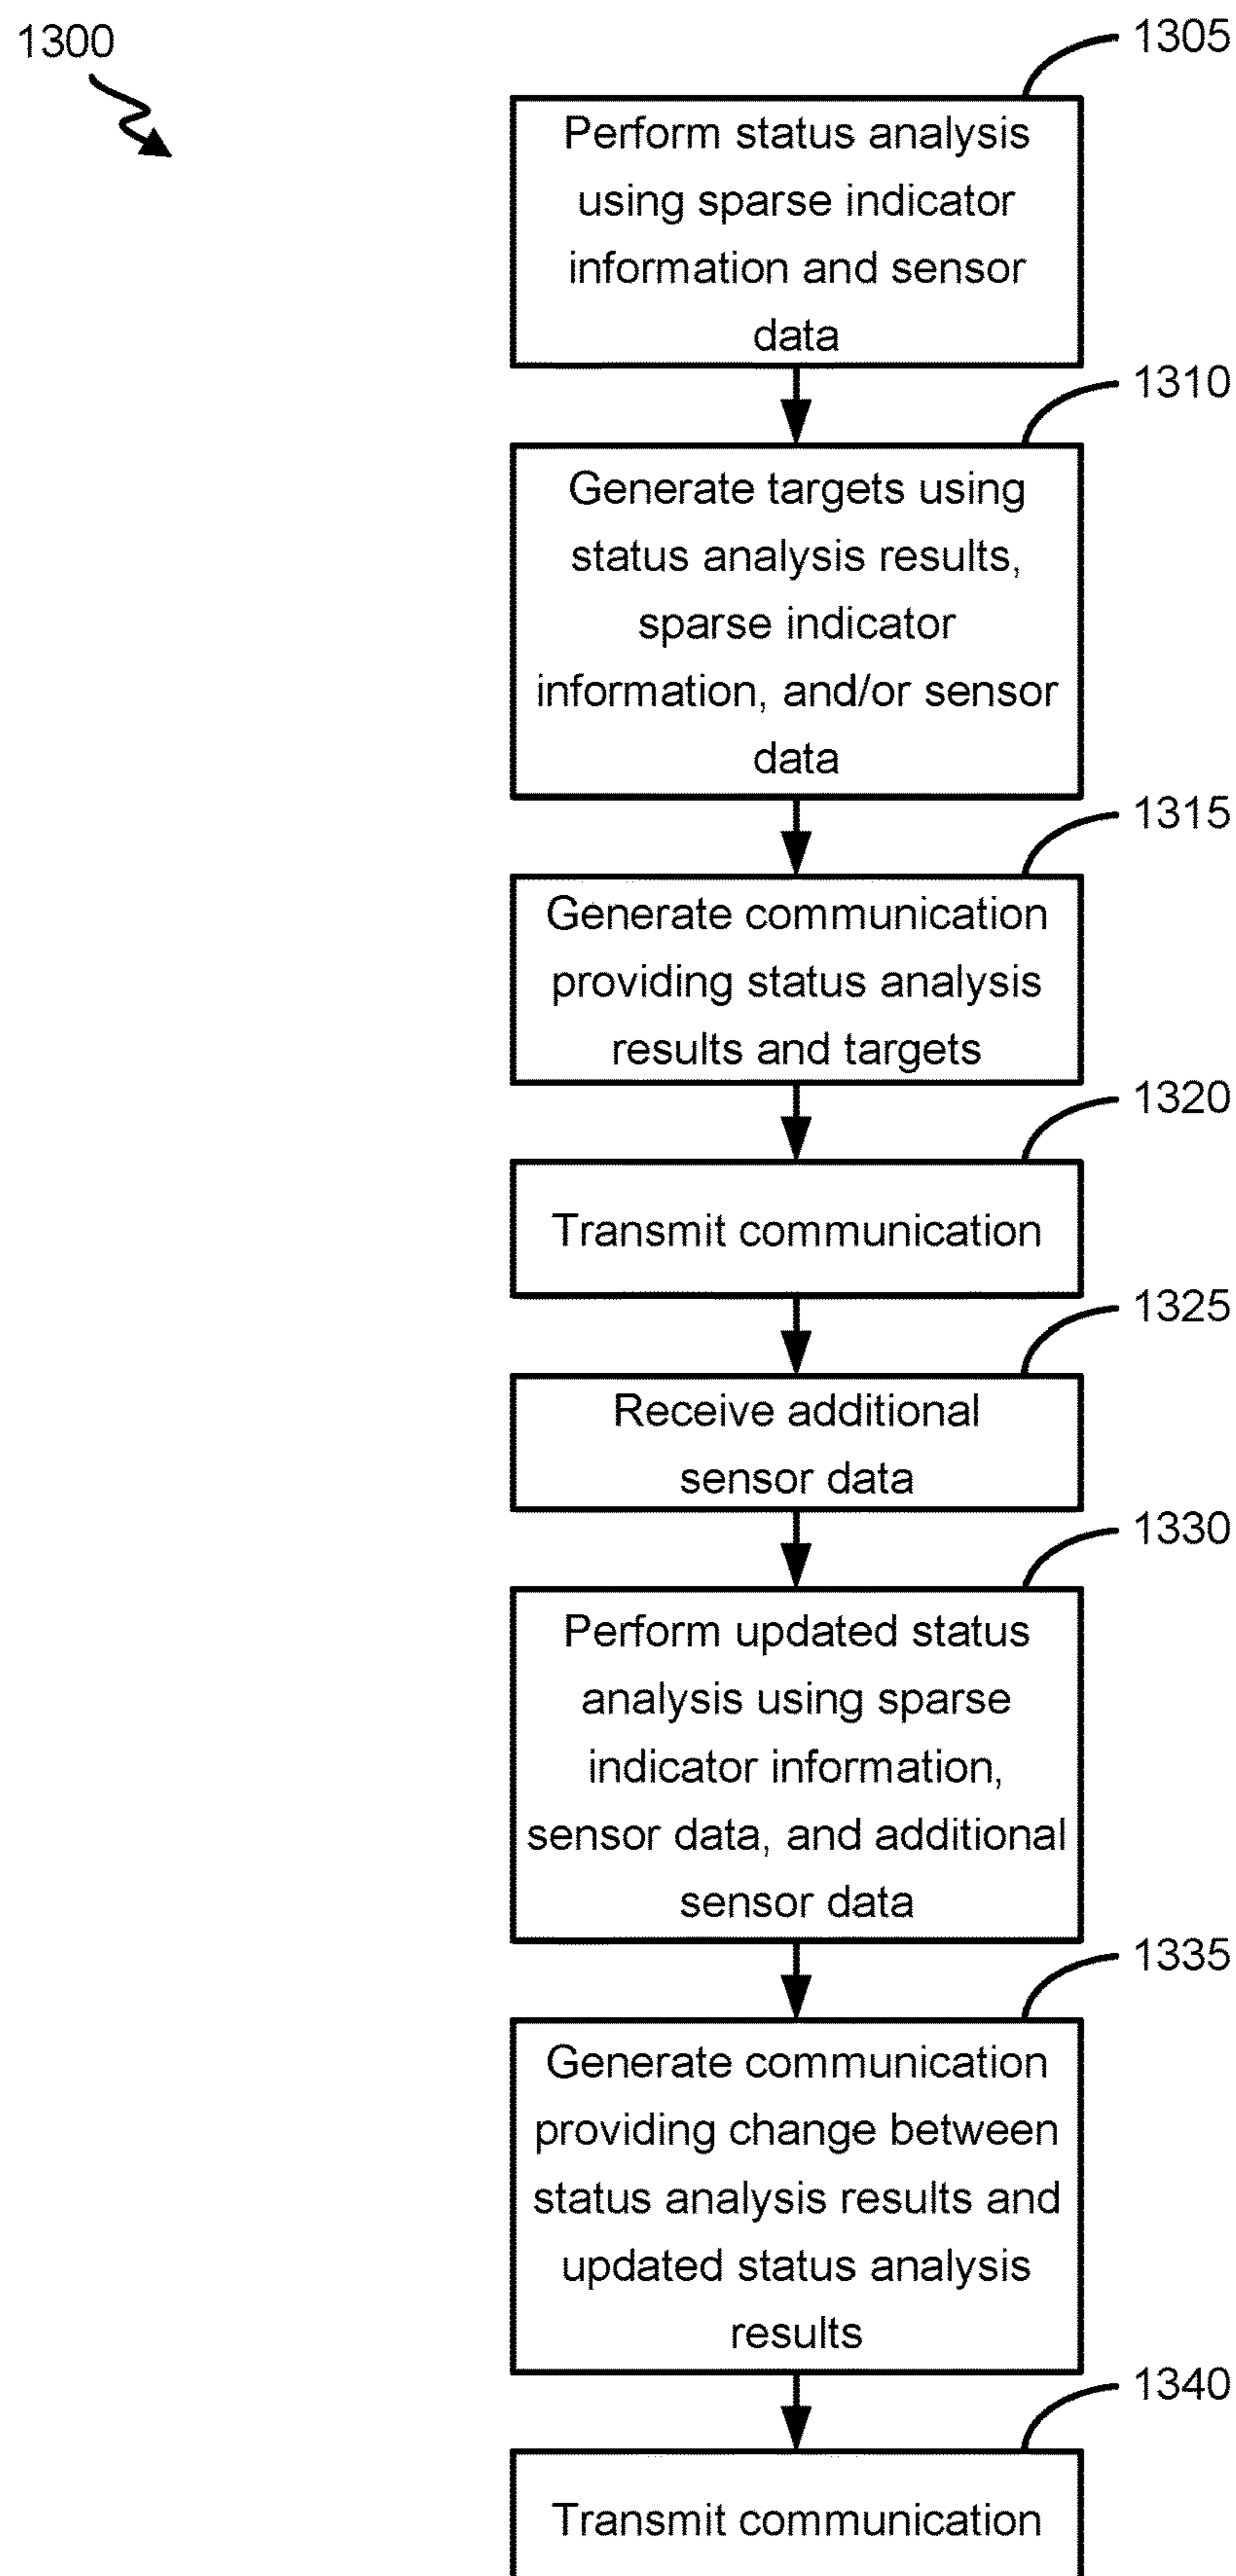 1300
1305
Perform status analysis
using sparse indicator
information and sensor
data
1310
Generate targets using
status analysis results,
sparse indicator
information, and/or sensor
data
1315
Generate communication
providing status analysis
results and targets
1320
Transmit communication
1325
Receive additional
sensor data
1330
Perform updated status
analysis using sparse
indicator information,
sensor data, and additional
sensor data
1335
Generate communication
providing change between
status analysis results and
updated status analysis
results
1340
Transmit communication